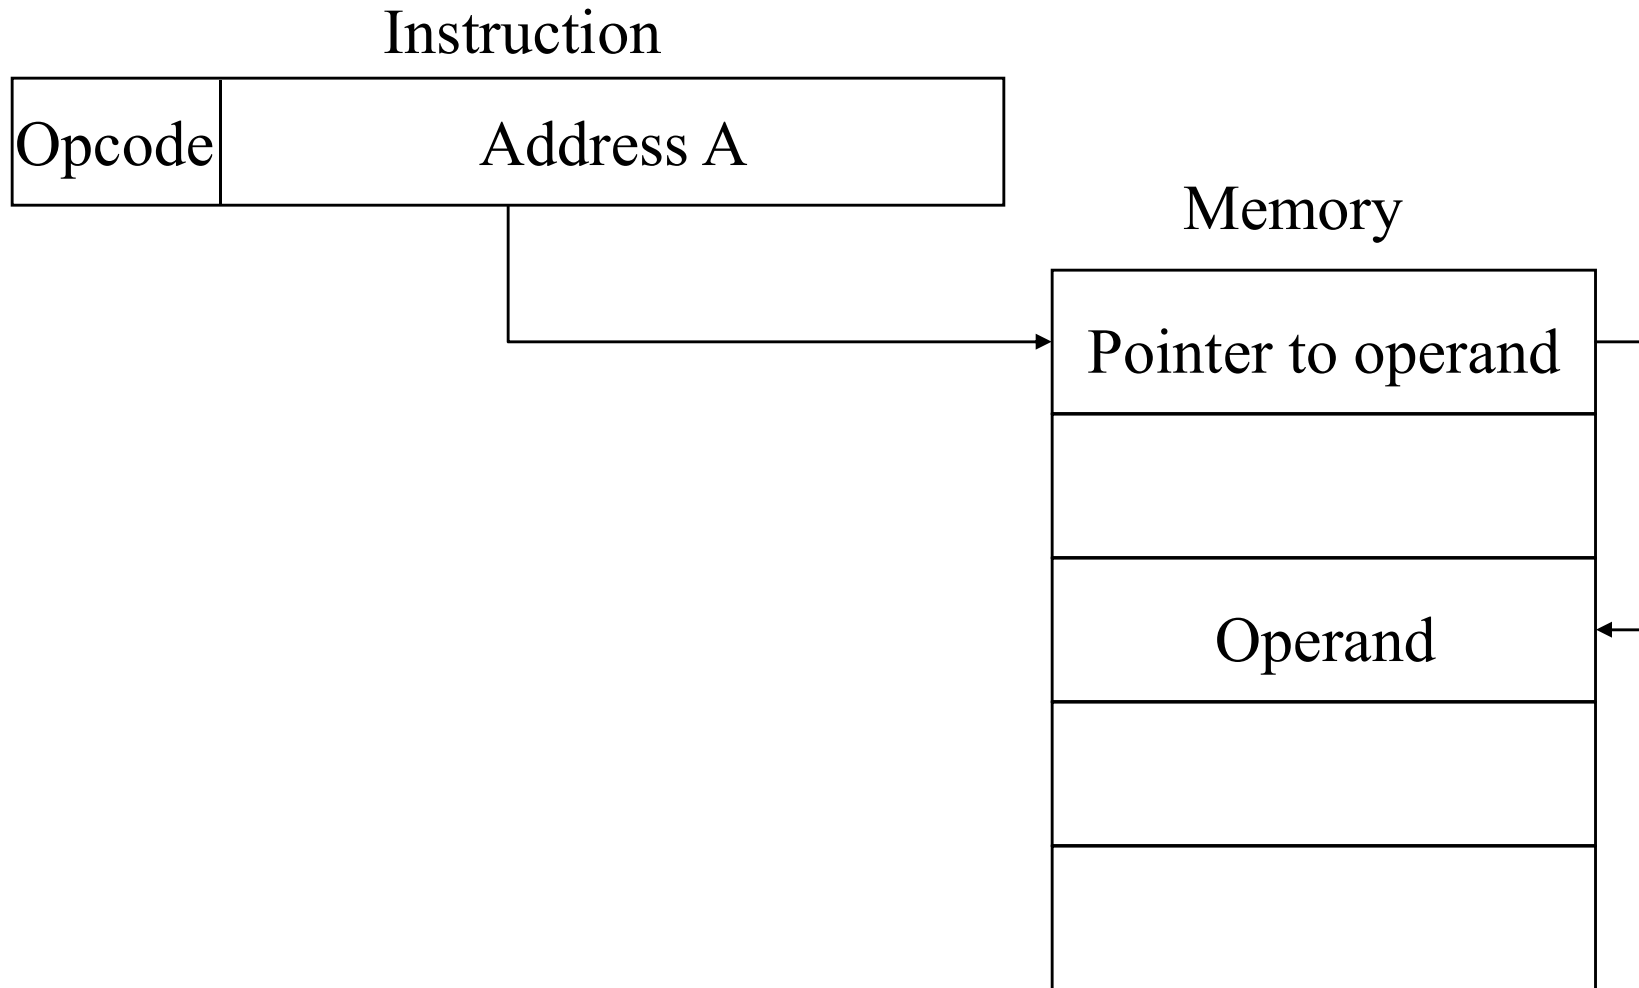 Instruction
Opcode
Address A
Memory
Pointer to operand
Operand